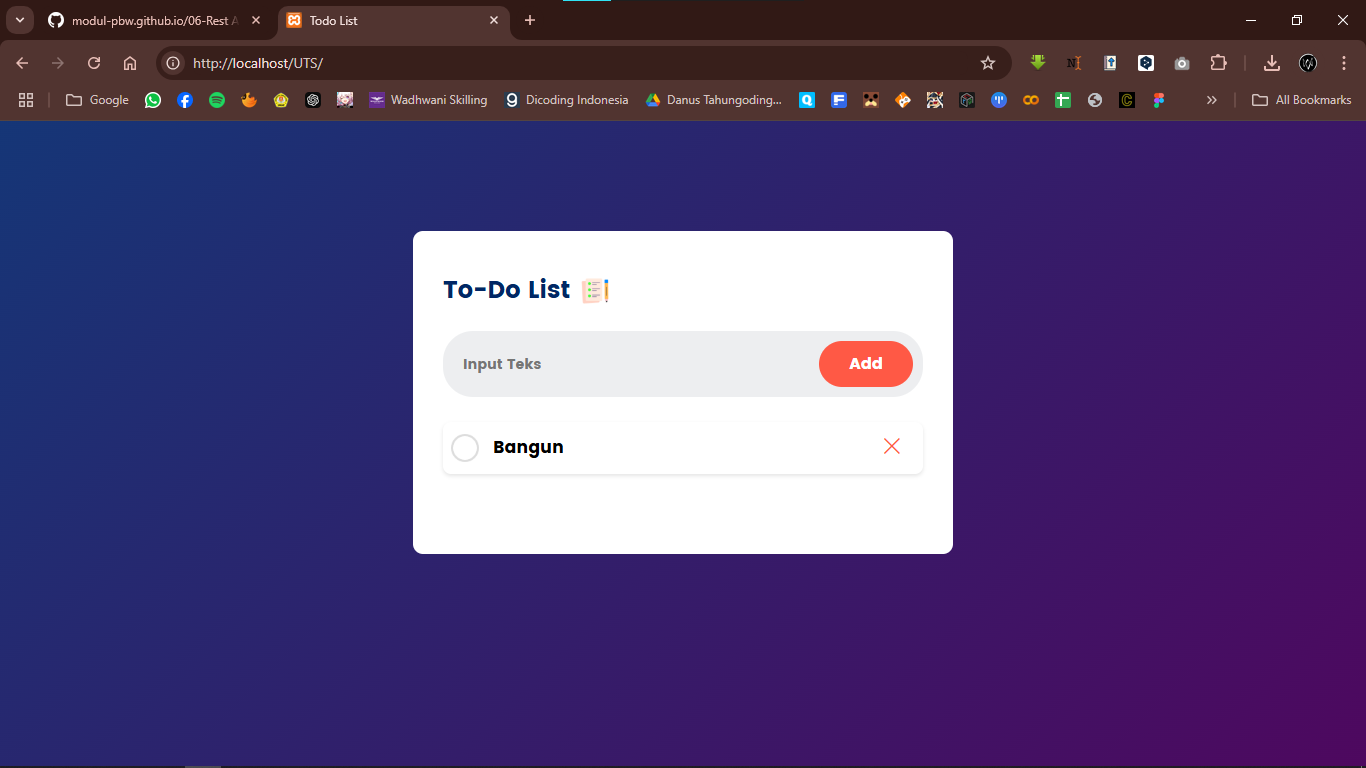 modul-pbw.github.io/06-Rest A
Todo List
http://localhost/UTS/
Google
Wadhwani Skilling
Dicoding Indonesia
Danus Tahungoding...
All Bookmarks
To-Do List
Input Teks
Add
Bangun